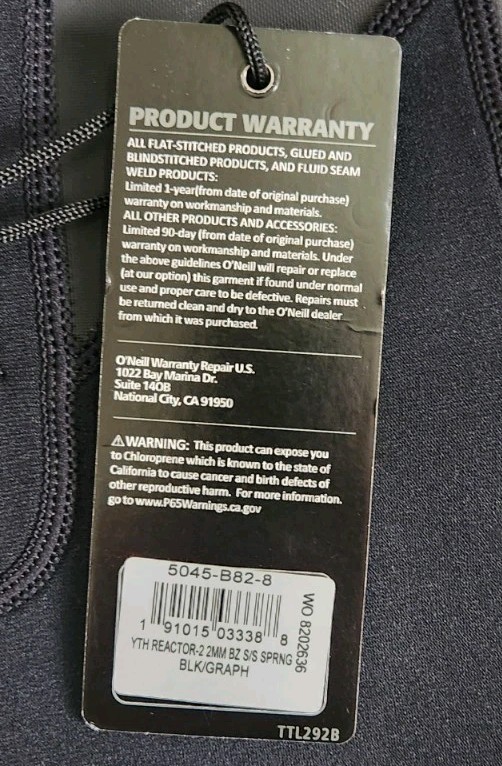 PRODUCT WARRANTY
ALL FLAT-STITCHED PRODUCTS, GLUED AND
BLINDSTITCHED PRODUCTS, AND FLUID SEAM
WELD PRODUCTS:
Limited 1-year(from date of original purchase)
warranty on workmanship and materials.
ALL OTHER PRODUCTS AND ACCESSORIES:
Limited 90-day (from date of original purchase)
warranty on workmanship and materials. Under
the above guidelines O'Neill will repair or replace
(at our option) this garment if found under normal
use and proper care to be defective. Repairs must
be returned clean and dry to the O'Neill dealer
from which it was purchased.
O'Neill Warranty Repair U.S.
1022 Bay Marina Dr.
Suite 140B
National City, CA 91950
⚠WARNING: This product can expose you
to Chloroprene which is known to the state of
California to cause cancer and birth defects of
other reproductive harm. For more information.
go to www.P65Warnings.ca.gov
5045-B82-8
1 91015 03338 8
YTH REACTOR-2 2MM BZ S/S SPRNG
BLK/GRAPH
WO 8202636
TTL292B